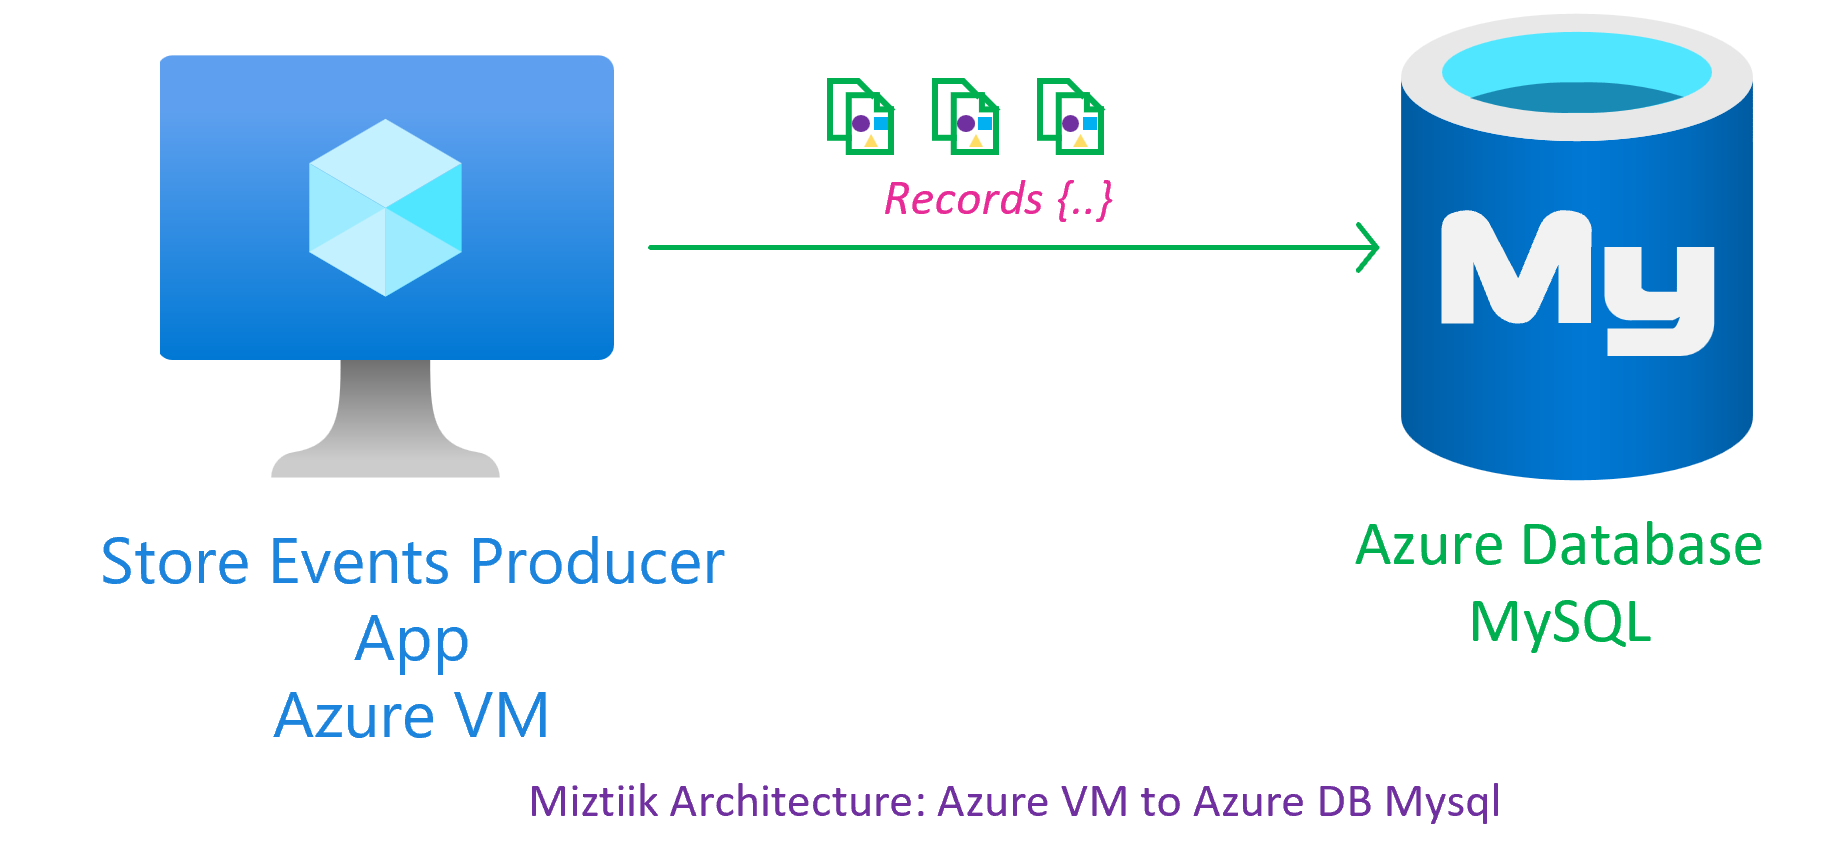 Records {..}
My
Store Events Producer
App
Azure VM
Azure Database
MySQL
Miztiik Architecture: Azure VM to Azure DB Mysql